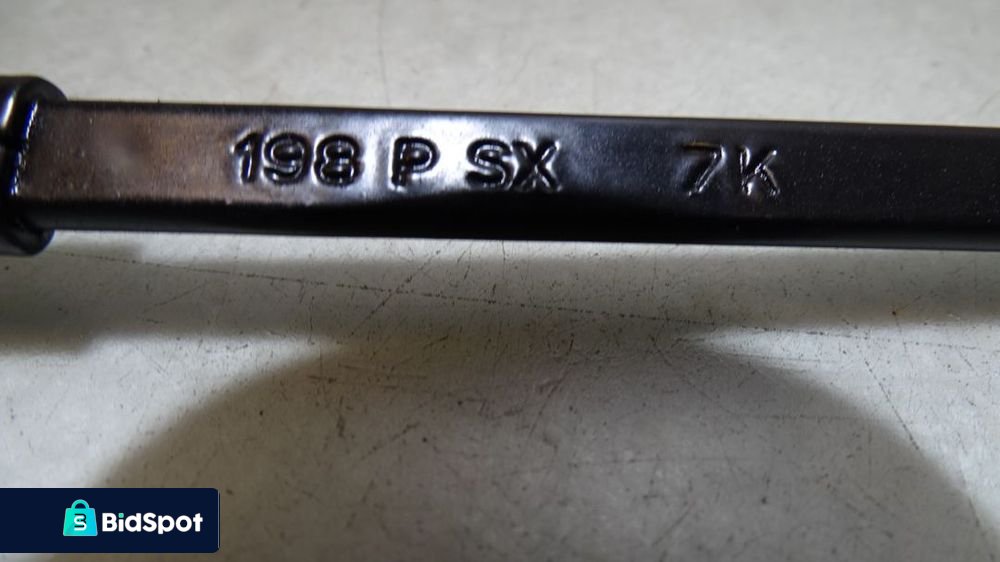 198 P SX 7K
BidSpot